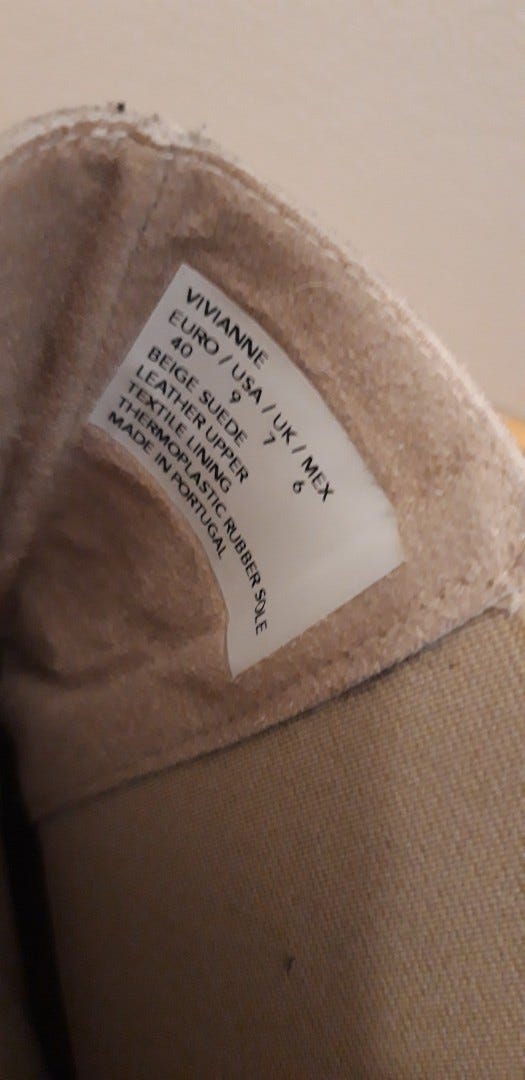 VIVIANNE
EURO / USA / UK / MEX
40 9 7 6
BEIGE SUEDE
LEATHER UPPER
TEXTILE LINING
THERMOPLASTIC RUBBER SOLE
MADE IN PORTUGAL